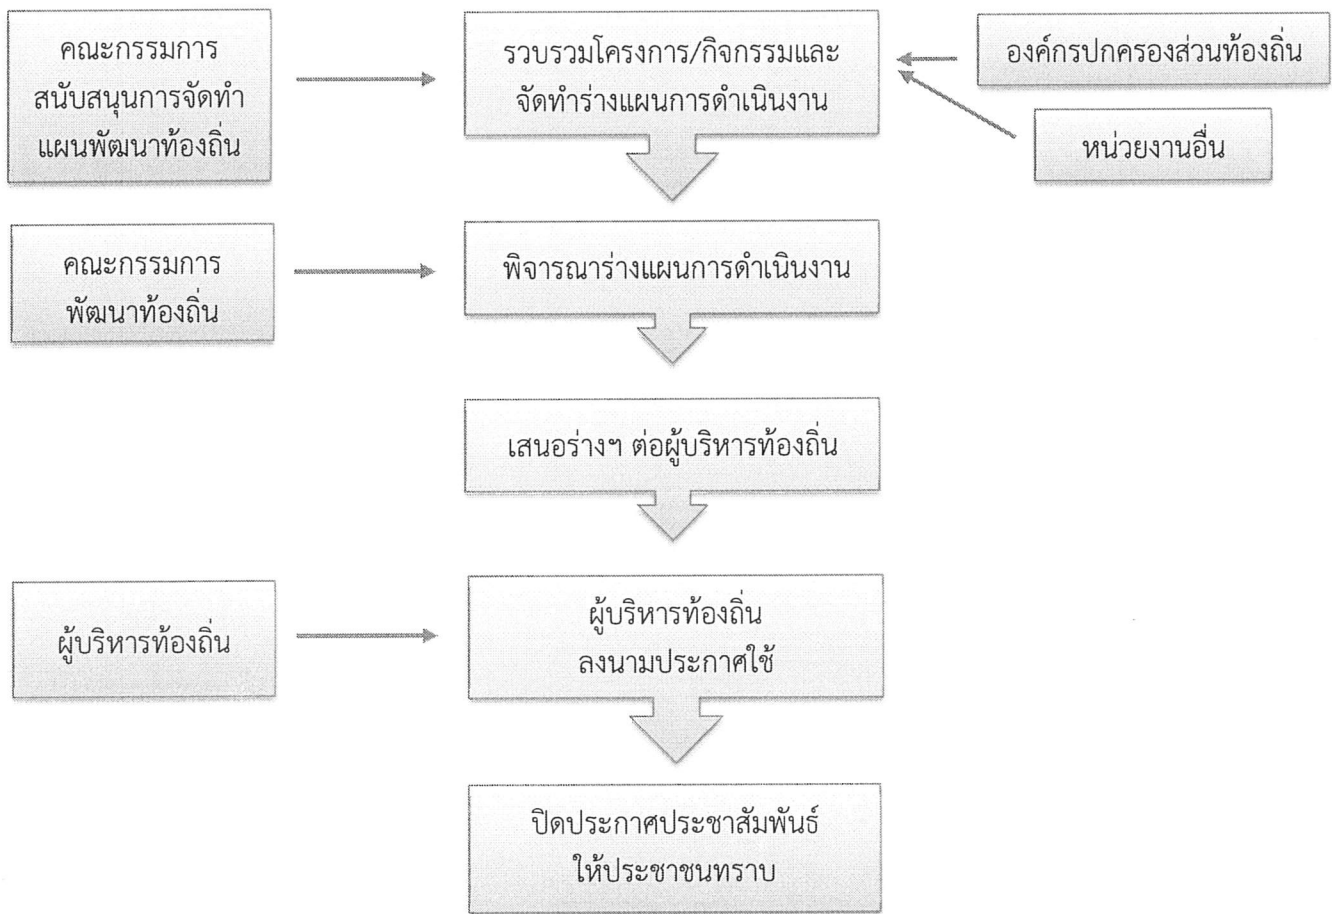 คณะกรรมการ
สนับสนุนการจัดทำ
แผนพัฒนาท้องถิ่น
รวบรวมโครงการ/กิจกรรมและ
จัดทำร่างแผนการดำเนินงาน
องค์กรปกครองส่วนท้องถิ่น
หน่วยงานอื่น
คณะกรรมการ
พัฒนาท้องถิ่น
พิจารณาร่างแผนการดำเนินงาน
เสนอร่างฯ ต่อผู้บริหารท้องถิ่น
ผู้บริหารท้องถิ่น
ผู้บริหารท้องถิ่น
ลงนามประกาศใช้
ปิดประกาศประชาสัมพันธ์
ให้ประชาชนทราบ